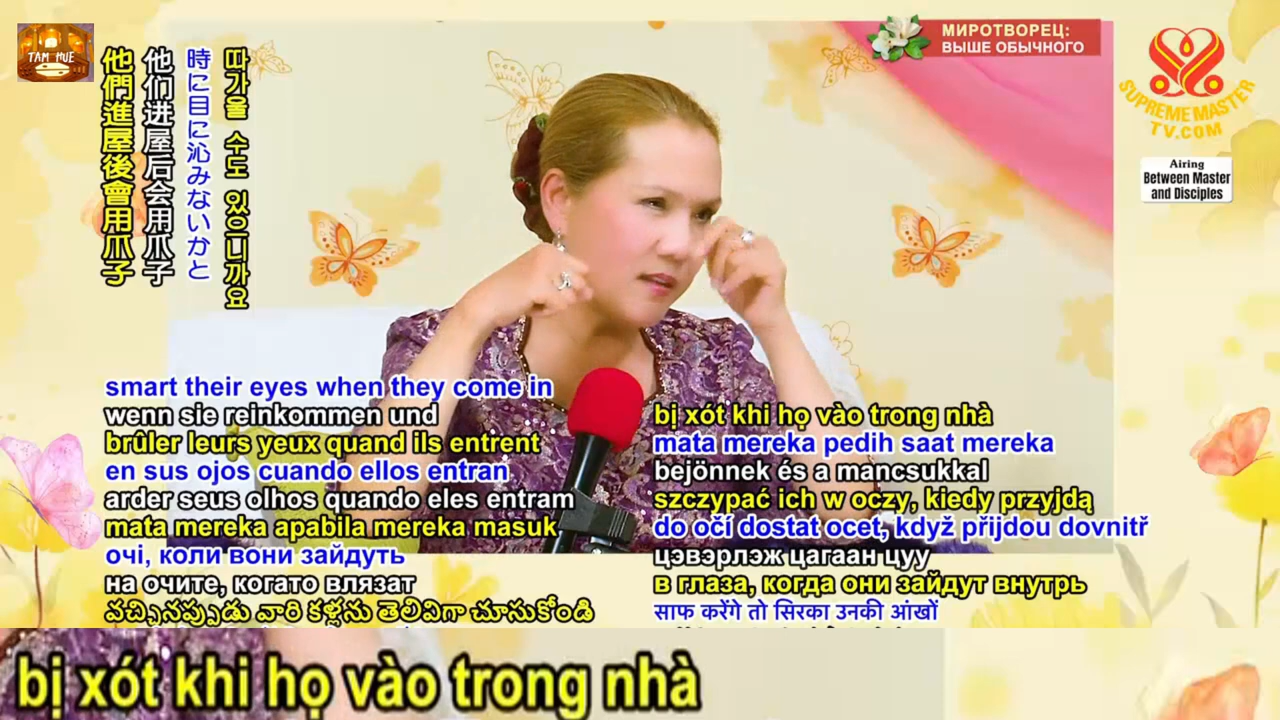 TAM HUE
МИРОТВОРЕЦ:
ВЫШЕ ОБЫЧНОГО
SUPREME MASTER
TV.COM
Airing
Between Master
and Disciples
따가울 수도 있으니까요
時に目に沁みないかと
他们进屋后会用爪子
他們進屋後會用爪子
smart their eyes when they come in
wenn sie reinkommen und
brûler leurs yeux quand ils entrent
en sus ojos cuando ellos entran
arder seus olhos quando eles entram
mata mereka apabila mereka masuk
очі, коли вони зайдуть
на очите, когато влязат
వచ్చినప్పుడు వారి కళ్లను తెలివిగా చూసుకోండి
bị xót khi họ vào trong nhà
mata mereka pedih saat mereka
bejönnek és a mancsukkal
szczypać ich w oczy, kiedy przyjdą
do očí dostat ocet, když přijdou dovnitř
цэвэрлэж цагаан цуу
в глаза, когда они зайдут внутрь
साफ करेंगे तो सिरका उनकी आंखों
bị xót khi họ vào trong nhà